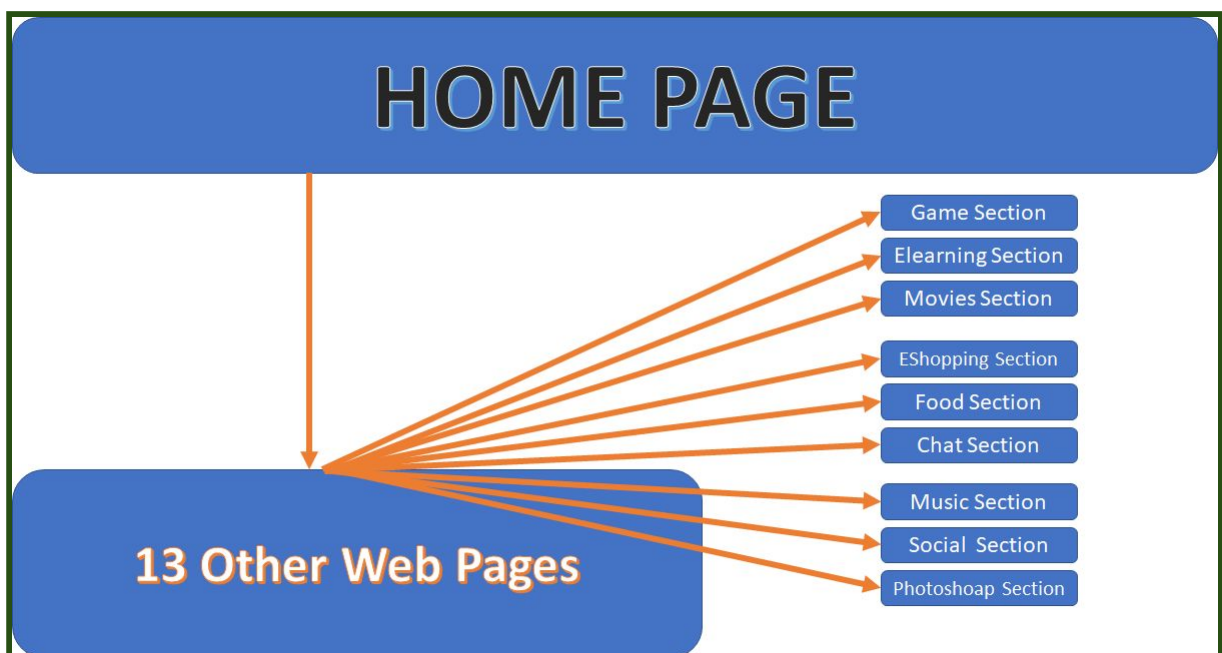 HOME PAGE
Game Section
Elearning Section
Movies Section
EShopping Section
Food Section
Chat Section
Music Section
Social Section
Photoshoap Section
13 Other Web Pages